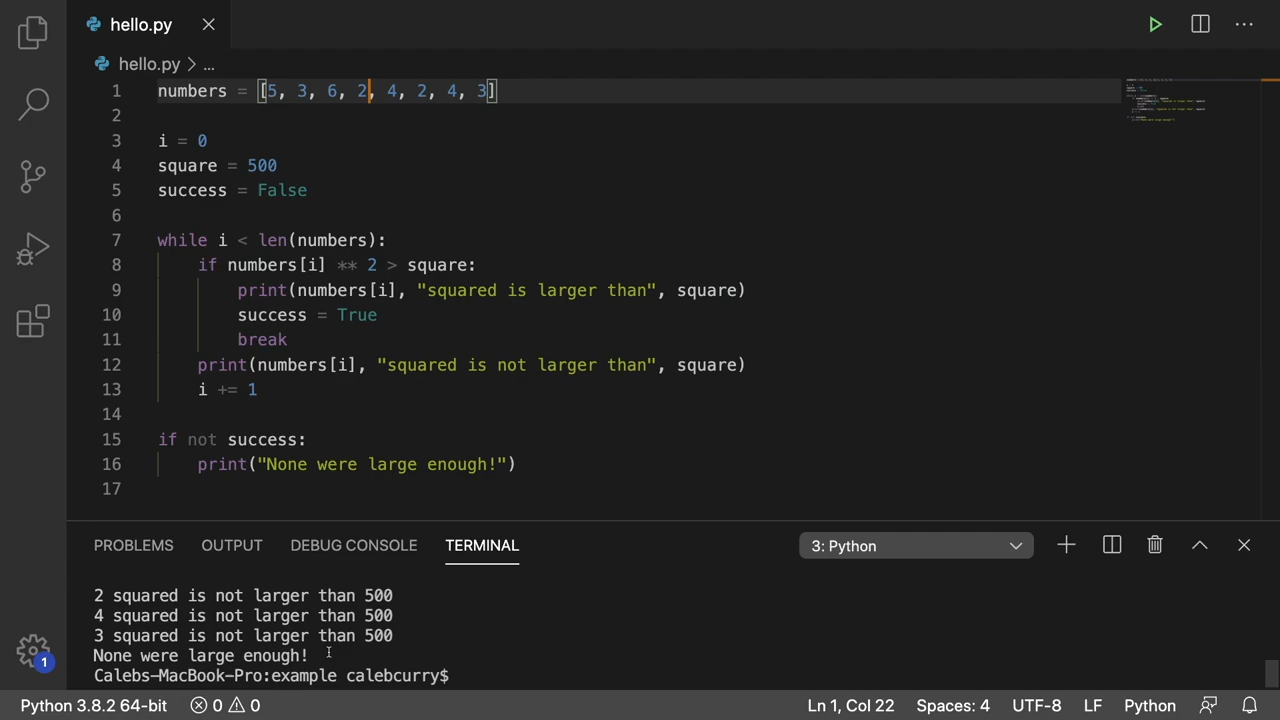 hello.py
hello.py > ...
1 numbers = [5, 3, 6, 2, 4, 2, 4, 3]
2
3 i = 0
4 square = 500
5 success = False
6
7 while i < len(numbers):
8 if numbers[i] ** 2 > square:
9 print(numbers[i], "squared is larger than", square)
10 success = True
11 break
12 print(numbers[i], "squared is not larger than", square)
13 i += 1
14
15 if not success:
16 print("None were large enough!")
17
PROBLEMS OUTPUT DEBUG CONSOLE TERMINAL 3: Python
2 squared is not larger than 500
4 squared is not larger than 500
3 squared is not larger than 500
None were large enough!
Calebs-MacBook-Pro:example calebcurry$
1
Python 3.8.2 64-bit 0 0 Ln 1, Col 22 Spaces: 4 UTF-8 LF Python